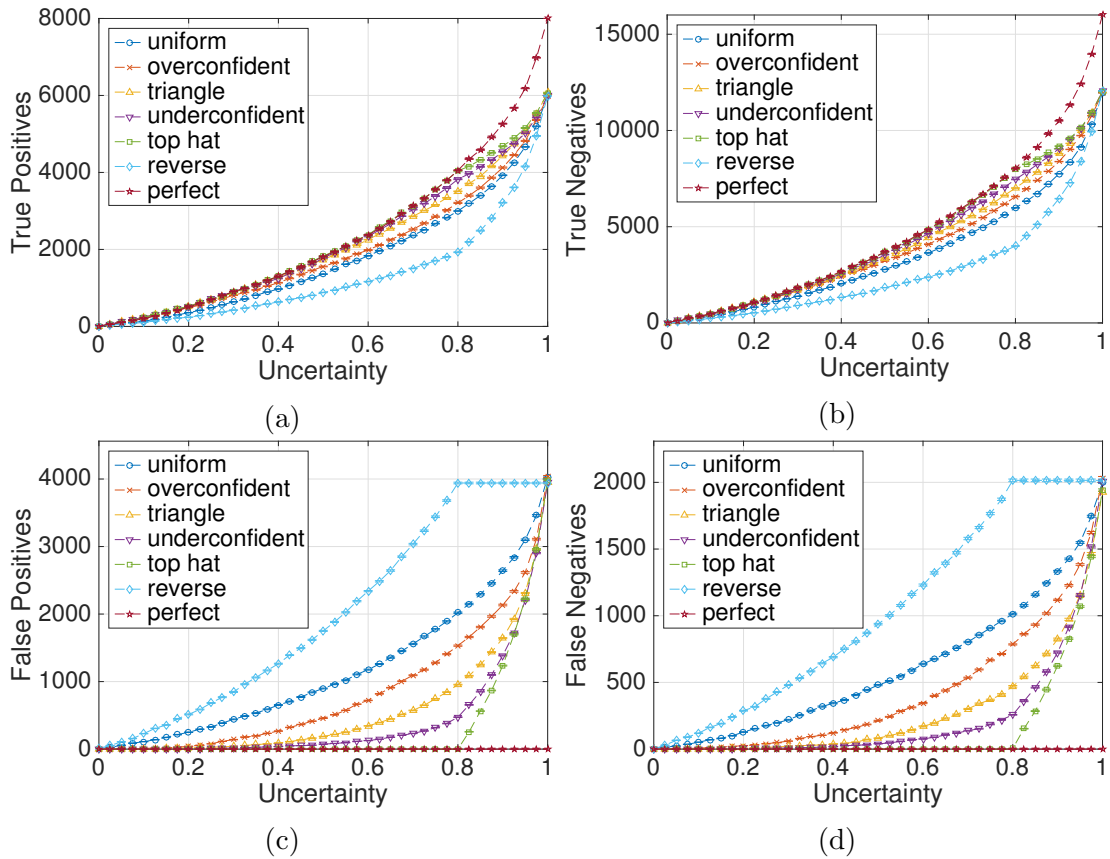 8000
6000
4000
2000
0
True Positives
uniform
overconfident
triangle
underconfident
top hat
reverse
perfect
0 0.2 0.4 0.6 0.8 1
Uncertainty
(a)
15000
10000
5000
0
True Negatives
uniform
overconfident
triangle
underconfident
top hat
reverse
perfect
0 0.2 0.4 0.6 0.8 1
Uncertainty
(b)
4000
3000
2000
1000
0
False Positives
uniform
overconfident
triangle
underconfident
top hat
reverse
perfect
0 0.2 0.4 0.6 0.8 1
Uncertainty
(c)
2000
1500
1000
500
0
False Negatives
uniform
overconfident
triangle
underconfident
top hat
reverse
perfect
0 0.2 0.4 0.6 0.8 1
Uncertainty
(d)